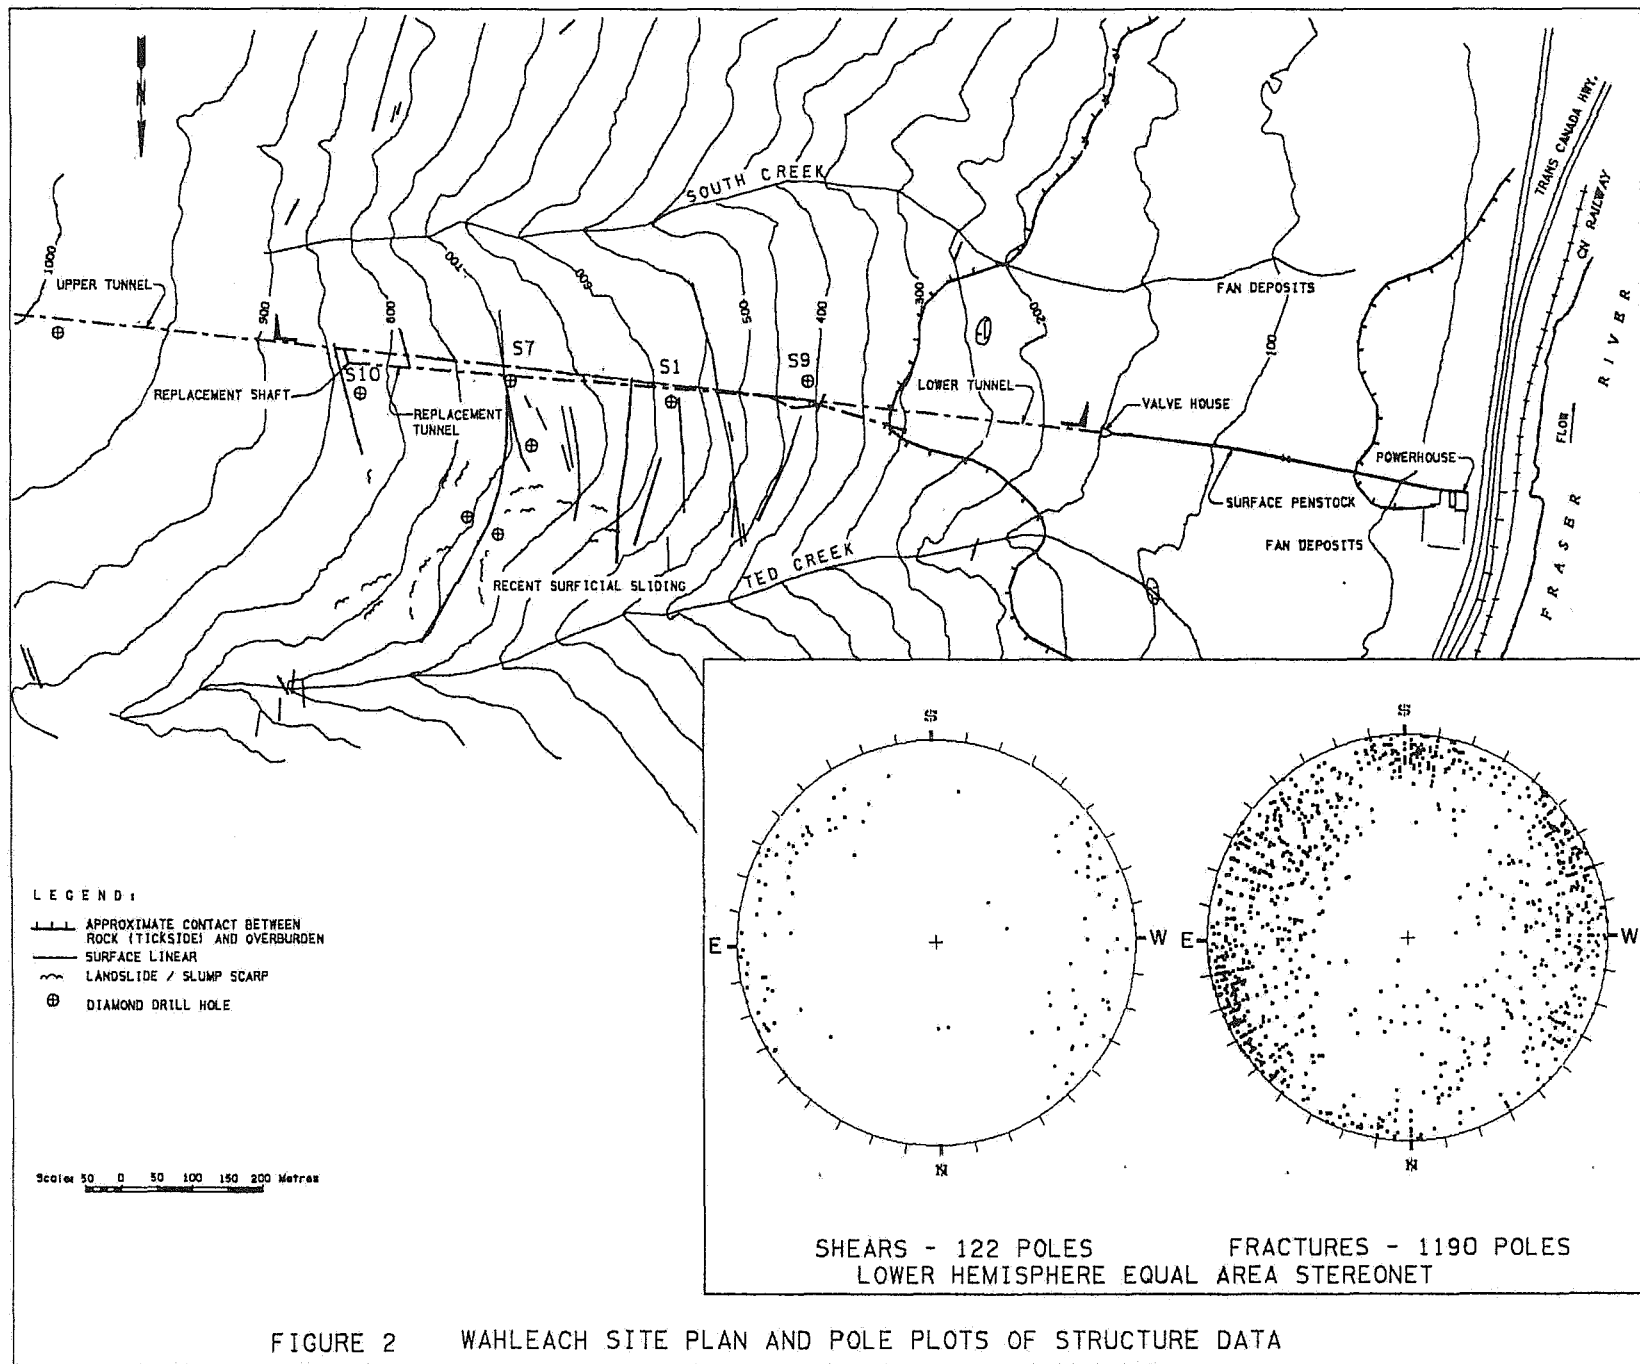 N
TRANS CANADA HWY.
CN RAILWAY
SOUTH CREEK
1000
UPPER TUNNEL
700
600
900
800
500
400
300
200
100
FAN DEPOSITS
RIVER
S7
S1
S9
S10
REPLACEMENT SHAFT
REPLACEMENT
TUNNEL
LOWER TUNNEL
VALVE HOUSE
FLOW
POWERHOUSE
SURFACE PENSTOCK
FAN DEPOSITS
FRASER
TED CREEK
RECENT SURFICIAL SLIDING
S
S
E
W
E
W
N
N
LEGEND:
APPROXIMATE CONTACT BETWEEN
ROCK (TICKSIDE) AND OVERBURDEN
SURFACE LINEAR
LANDSLIDE / SLUMP SCARP
DIAMOND DRILL HOLE
Scale: 50 0 50 100 150 200 Metres
SHEARS - 122 POLES
FRACTURES - 1190 POLES
LOWER HEMISPHERE EQUAL AREA STEREONET
FIGURE 2 WAHLEACH SITE PLAN AND POLE PLOTS OF STRUCTURE DATA